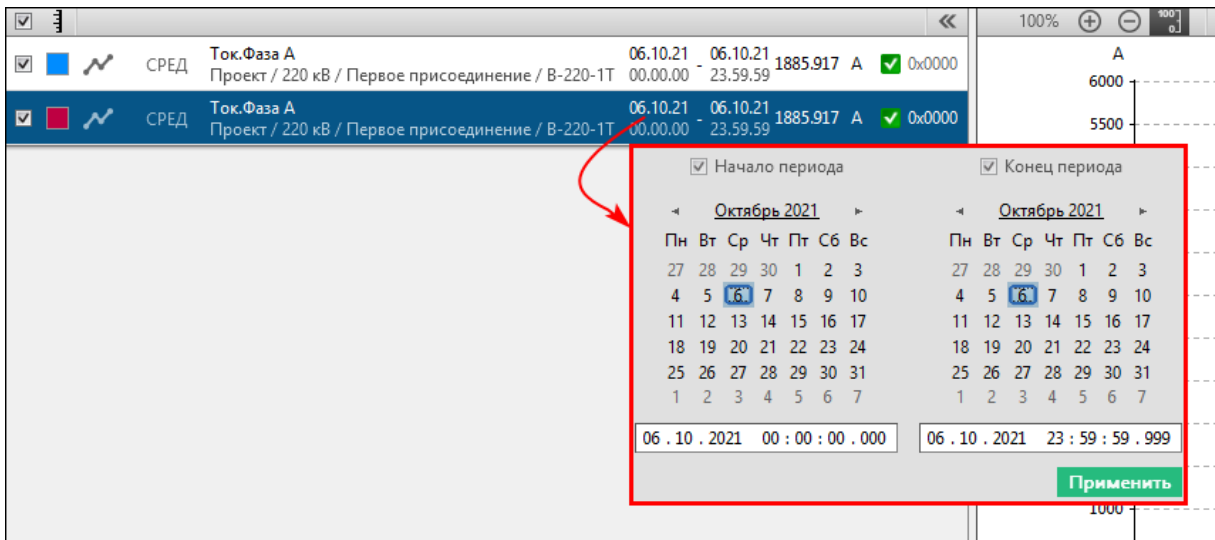 100%
100
0
СРЕД
Ток.Фаза А
Проект / 220 кВ / Первое присоединение / В-220-1Т
06.10.21 - 06.10.21
00.00.00 23.59.59
1885.917 А
0x0000
СРЕД
Ток.Фаза А
Проект / 220 кВ / Первое присоединение / В-220-1Т
06.10.21 - 06.10.21
00.00.00 23.59.59
1885.917 А
0x0000
А
6000
5500
1000
Начало периода
Октябрь 2021
Пн Вт Ср Чт Пт Сб Вс
27 28 29 30 1 2 3
4 5 6 7 8 9 10
11 12 13 14 15 16 17
18 19 20 21 22 23 24
25 26 27 28 29 30 31
1 2 3 4 5 6 7
06 . 10 . 2021 00 : 00 : 00 . 000
Конец периода
Октябрь 2021
Пн Вт Ср Чт Пт Сб Вс
27 28 29 30 1 2 3
4 5 6 7 8 9 10
11 12 13 14 15 16 17
18 19 20 21 22 23 24
25 26 27 28 29 30 31
1 2 3 4 5 6 7
06 . 10 . 2021 23 : 59 : 59 . 999
Применить